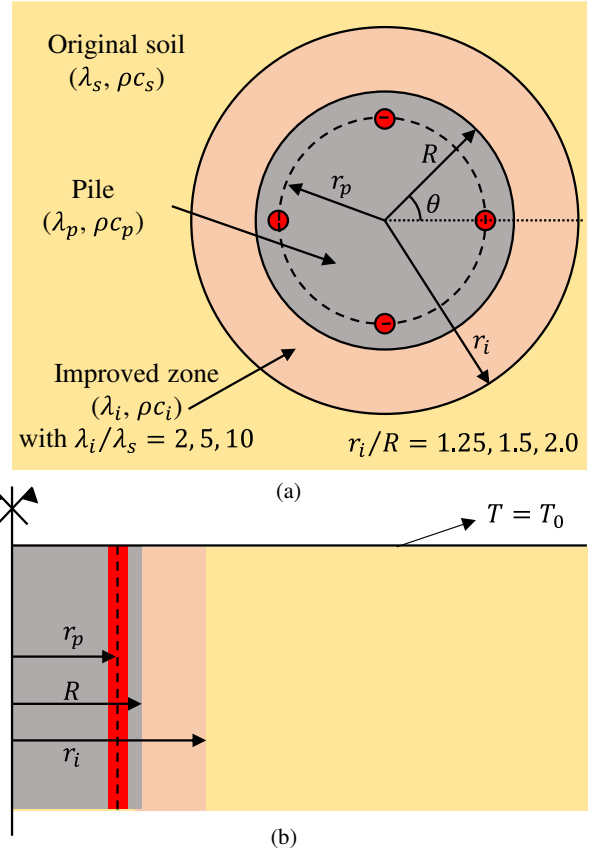 Original soil
(λ_s, ρc_s)
R
r_p
Pile
θ
(λ_p, ρc_p)
r_i
Improved zone
(λ_i, ρc_i)
with λ_i/λ_s = 2, 5, 10
r_i/R = 1.25, 1.5, 2.0
(a)
T = T_0
r_p
R
r_i
(b)